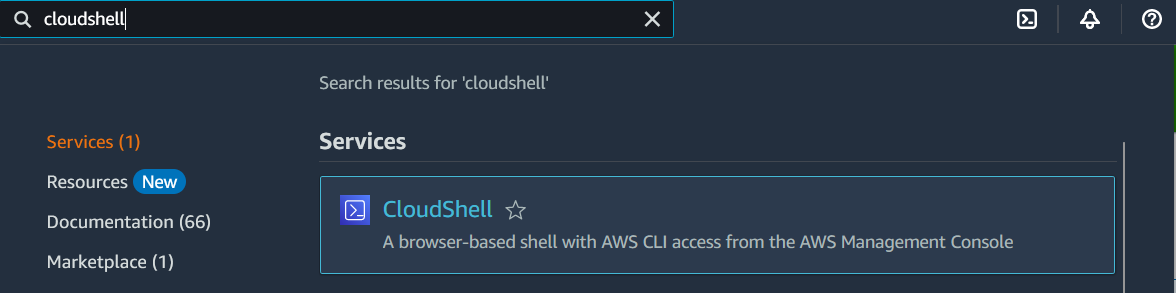 cloudshell
Search results for 'cloudshell'
Services (1)
Resources New
Documentation (66)
Marketplace (1)
Services
CloudShell
A browser-based shell with AWS CLI access from the AWS Management Console